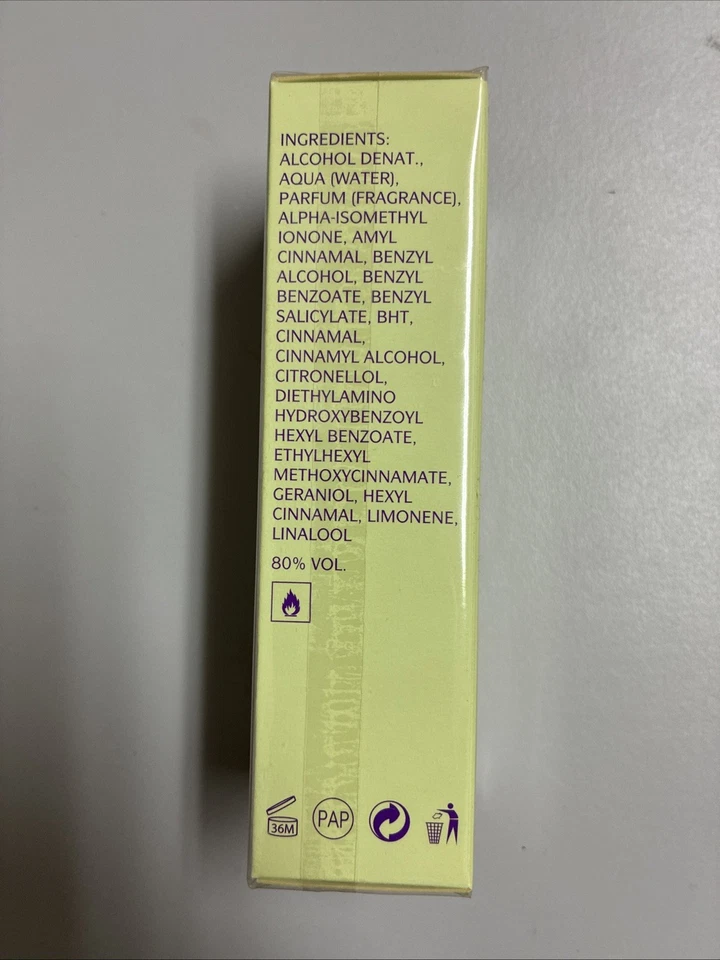 INGREDIENTS:
ALCOHOL DENAT.,
AQUA (WATER),
PARFUM (FRAGRANCE),
ALPHA-ISOMETHYL
IONONE, AMYL
CINNAMAL, BENZYL
ALCOHOL, BENZYL
BENZOATE, BENZYL
SALICYLATE, BHT,
CINNAMAL,
CINNAMYL ALCOHOL,
CITRONELLOL,
DIETHYLAMINO
HYDROXYBENZOYL
HEXYL BENZOATE,
ETHYLHEXYL
METHOXYCINNAMATE,
GERANIOL, HEXYL
CINNAMAL, LIMONENE,
LINALOOL
80% VOL.
36M PAP